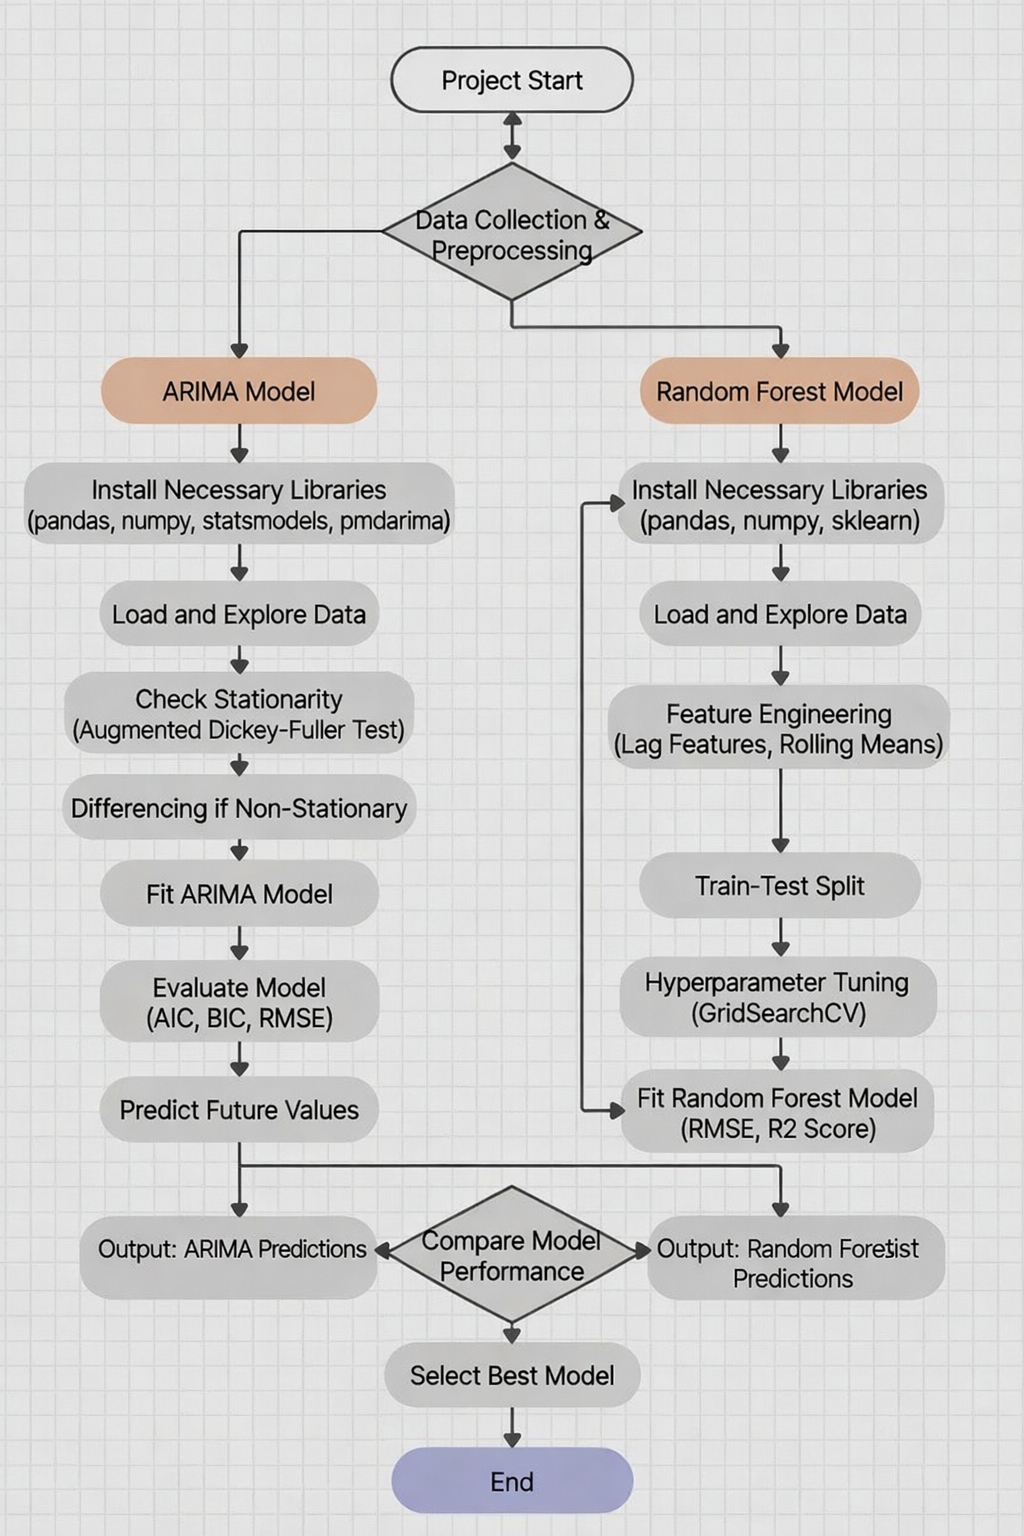 Project Start
Data Collection &
Preprocessing
ARIMA Model
Install Necessary Libraries
(pandas, numpy, statsmodels, pmdarima)
Load and Explore Data
Check Stationarity
(Augmented Dickey-Fuller Test)
Differencing if Non-Stationary
Fit ARIMA Model
Evaluate Model
(AIC, BIC, RMSE)
Predict Future Values
Output: ARIMA Predictions
Random Forest Model
Install Necessary Libraries
(pandas, numpy, sklearn)
Load and Explore Data
Feature Engineering
(Lag Features, Rolling Means)
Train-Test Split
Hyperparameter Tuning
(GridSearchCV)
Fit Random Forest Model
(RMSE, R2 Score)
Compare Model
Performance
Output: Random Foretist
Predictions
Select Best Model
End